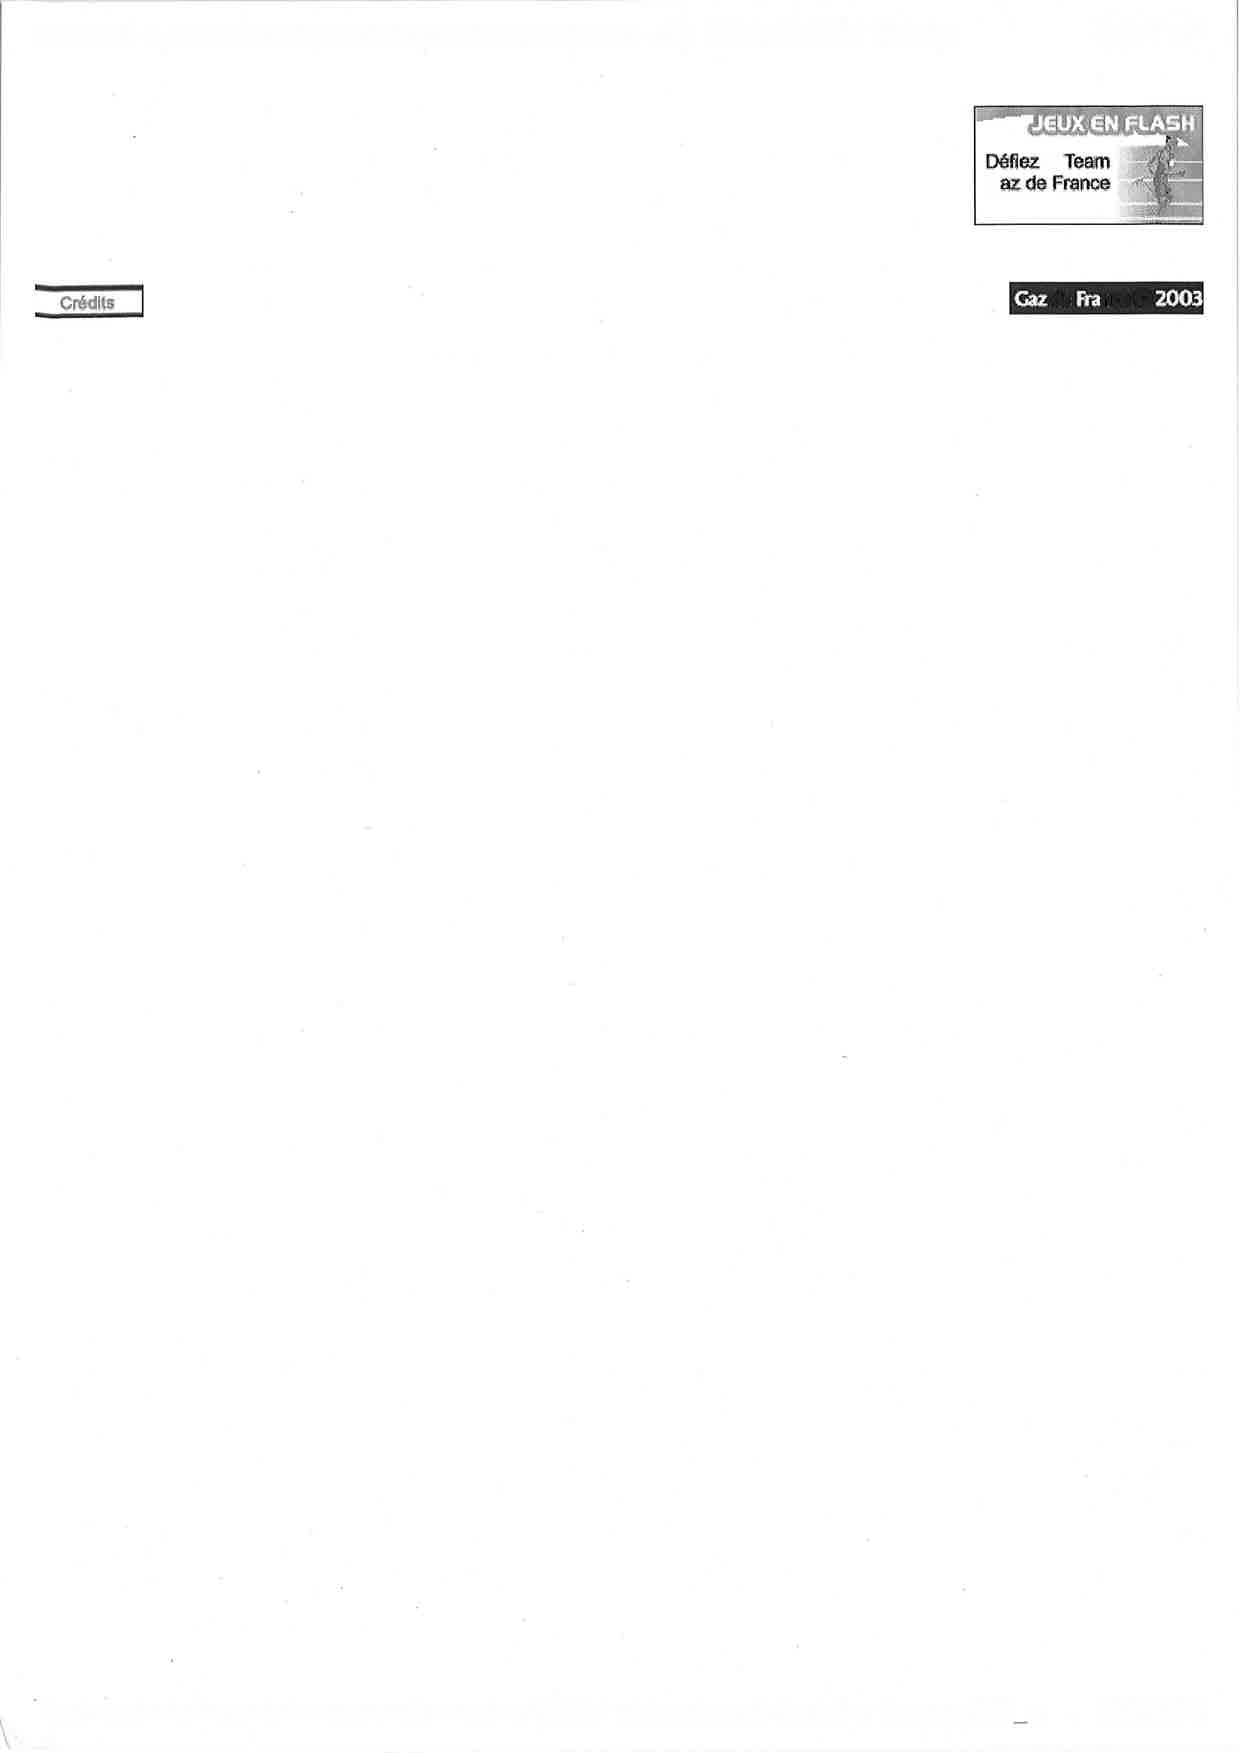 JEUX EN FLASH
Défiez Team
az de France
Crédits
Gaz Fra 2003